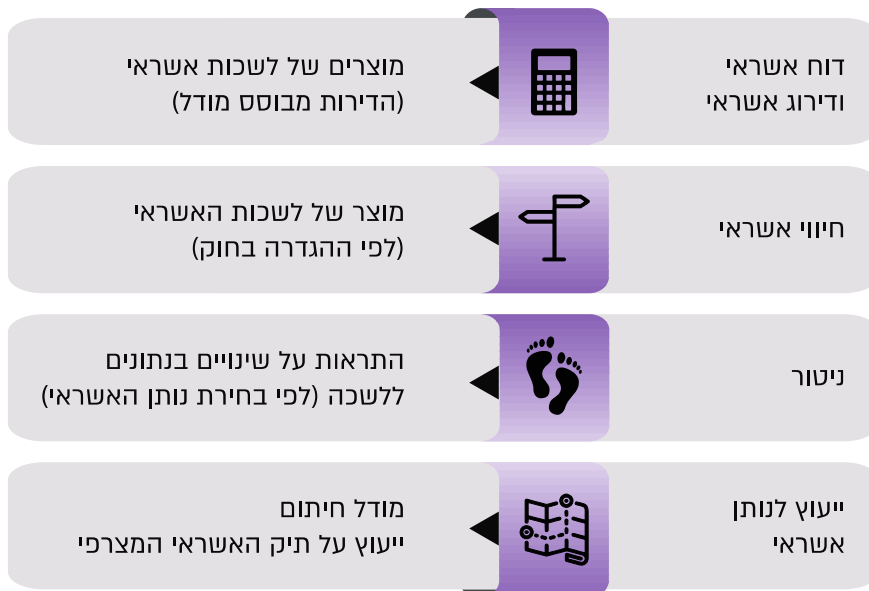 דוח אשראי
ודירוג אשראי
מוצרים של לשכות אשראי
(הדירות מבוסס מודל)
חיווי אשראי
מוצר של לשכות האשראי
(לפי ההגדרה בחוק)
ניטור
התראות על שינויים בנתונים
ללשכה (לפי בחירת נותן האשראי)
ייעוץ לנותן
אשראי
מודל חיתום
ייעוץ על תיק האשראי המצרפי